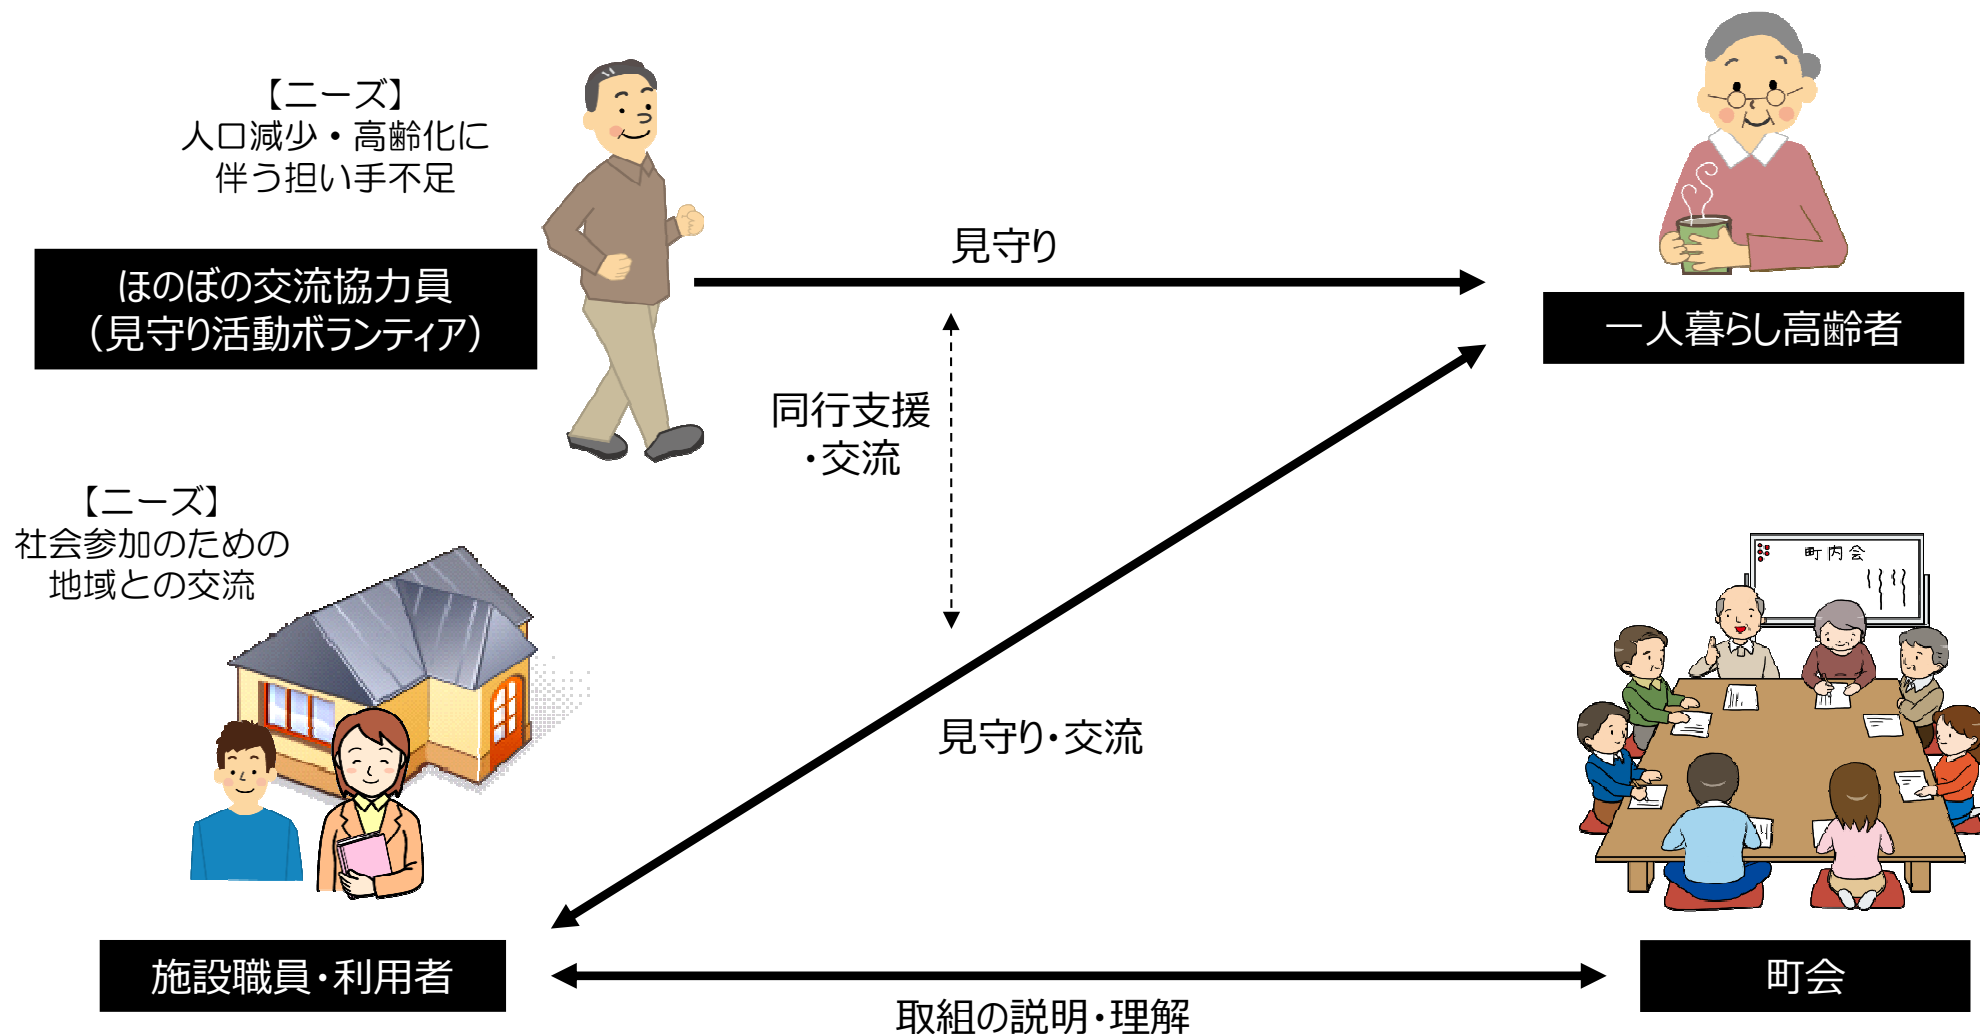 【ニーズ】
人口減少・高齢化に
伴う担い手不足
ほのぼの交流協力員
（見守り活動ボランティア）
見守り
一人暮らし高齢者
同行支援
・交流
【ニーズ】
社会参加のための
地域との交流
町内会
見守り・交流
施設職員・利用者
町会
取組の説明・理解